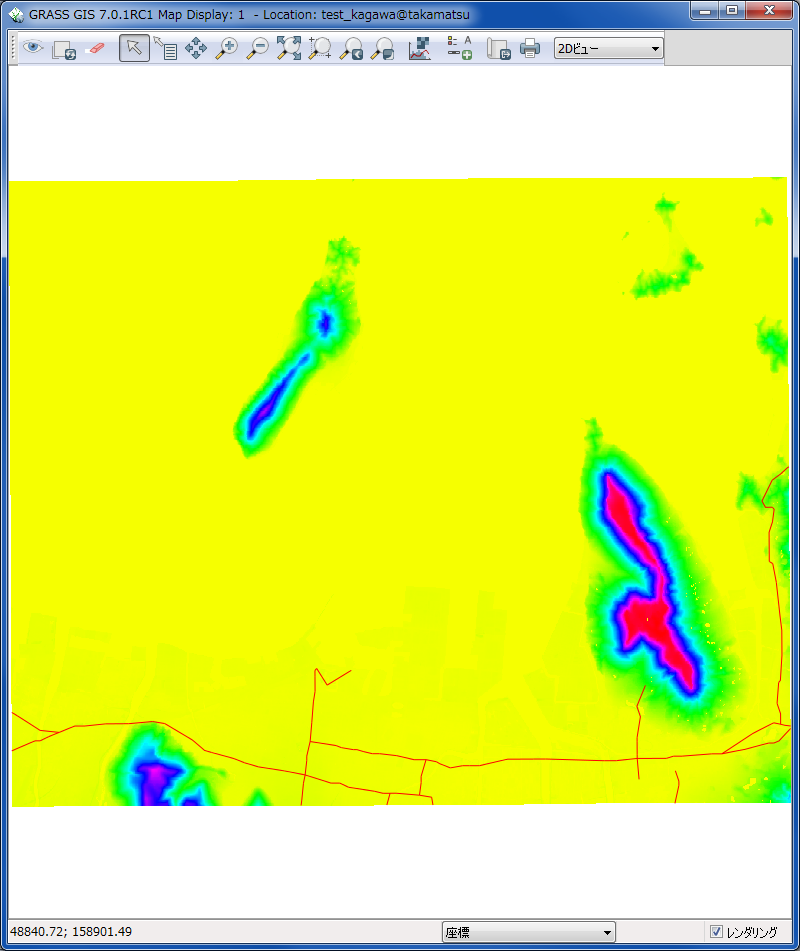 GRASS GIS 7.0.1RC1 Map Display: 1 - Location: test_kagawa@takamatsu
2Dビュー
48840.72; 158901.49
座標
レンダリング